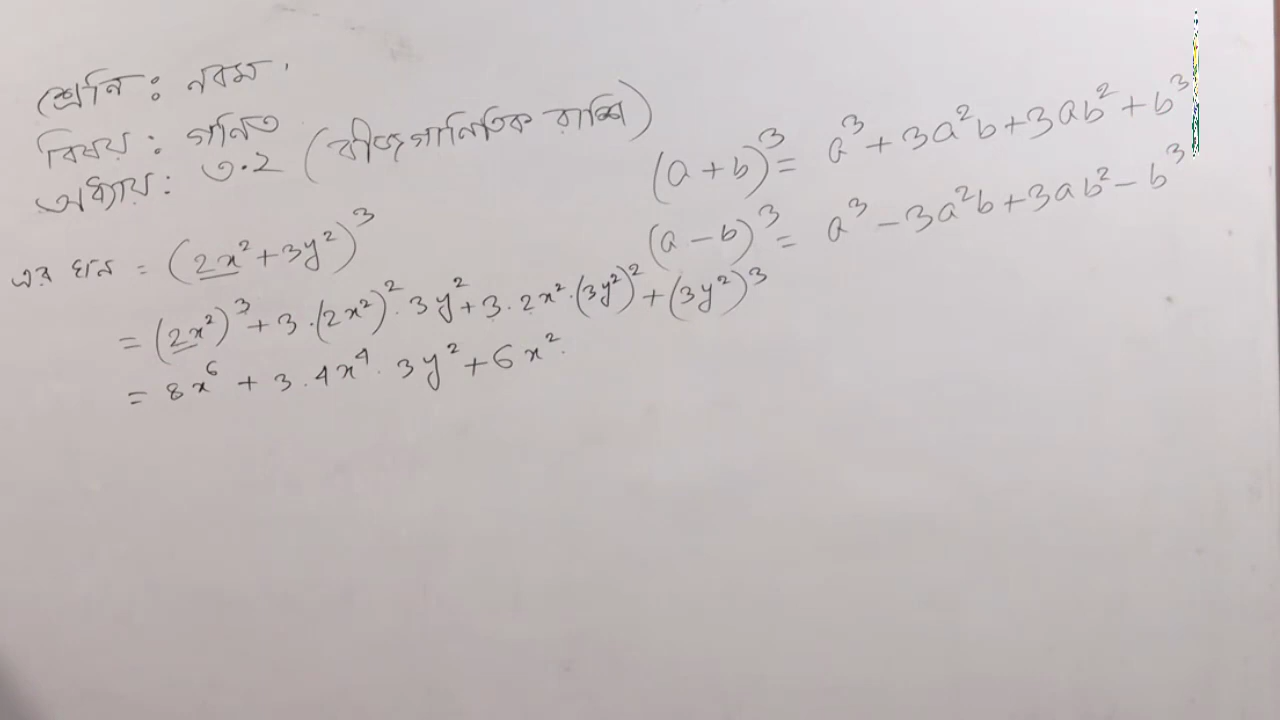 শ্রেনি : নবম .
বিষয় : গনিত
অধ্যায় : ৩.২ (বীজগানিতিক রাশি)
(a + b)³ = a³ + 3a²b + 3ab² + b³
(a - b)³ = a³ - 3a²b + 3ab² - b³
এর ঘন = (2x² + 3y²)³
= (2x²)³ + 3.(2x²)². 3y² + 3. 2x².(3y²)² + (3y²)³
= 8x⁶ + 3.4x⁴. 3y² + 6x².